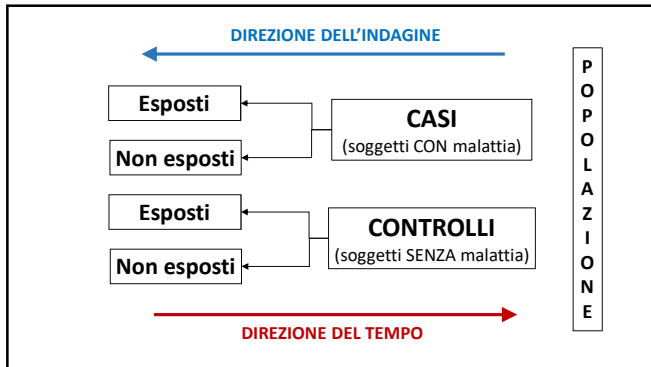 DIREZIONE DELL'INDAGINE
Esposti
Non esposti
CASI
(soggetti CON malattia)
Esposti
Non esposti
CONTROLLI
(soggetti SENZA malattia)
DIREZIONE DEL TEMPO
POPOLAZIONE